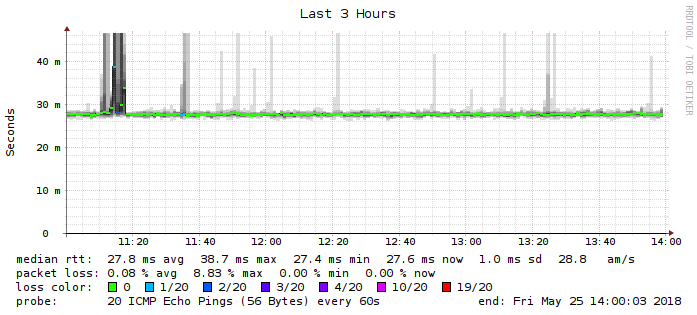 Last 3 Hours
RRDTOOL / TOBI OETIKER
Seconds
40 m
30 m
20 m
10 m
0
11:20 11:40 12:00 12:20 12:40 13:00 13:20 13:40 14:00
median rtt: 27.8 ms avg 38.7 ms max 27.4 ms min 27.6 ms now 1.0 ms sd 28.8 am/s
packet loss: 0.08 % avg 8.83 % max 0.00 % min 0.00 % now
loss color: 0 1/20 2/20 3/20 4/20 10/20 19/20
probe: 20 ICMP Echo Pings (56 Bytes) every 60s end: Fri May 25 14:00:03 2018